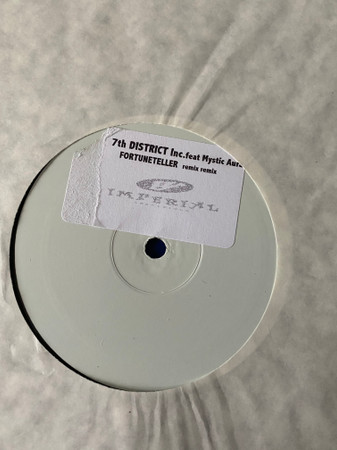 7th DISTRICT Inc.feat Mystic Aura
FORTUNETELLER remix remix
IMPERIAL